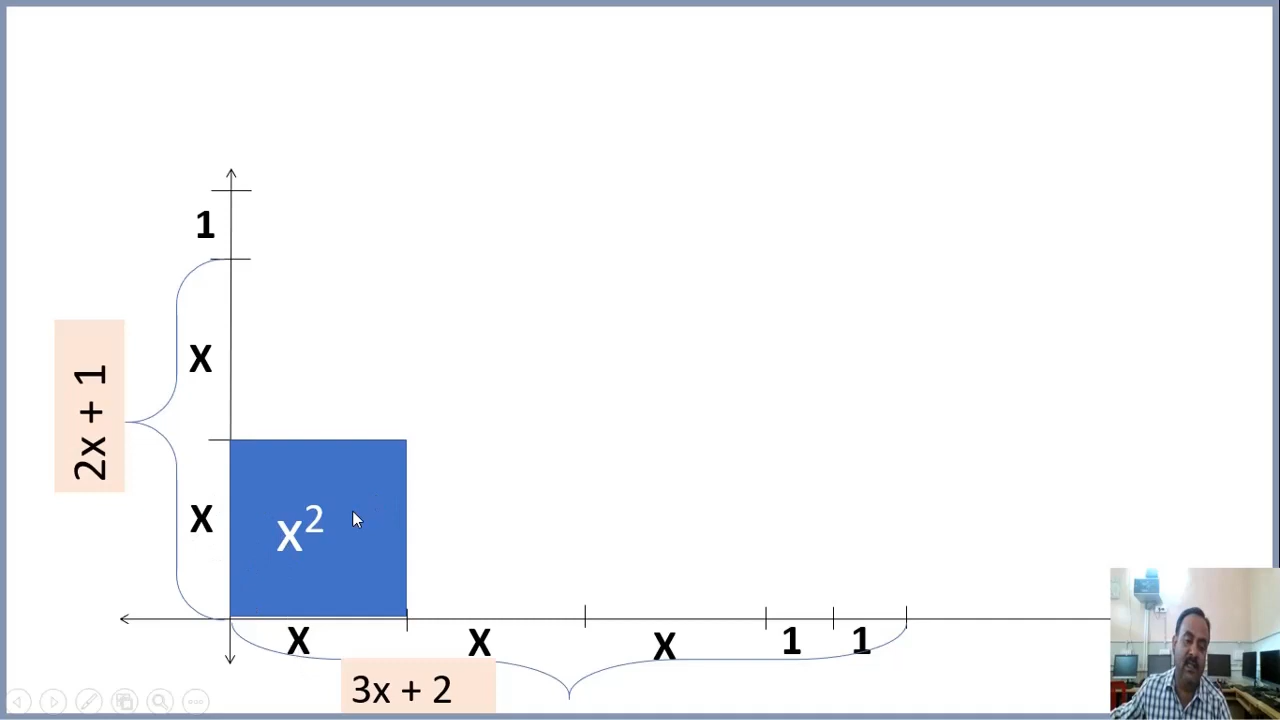 1
X
2x + 1
X
x²
X X X 1 1
3x + 2